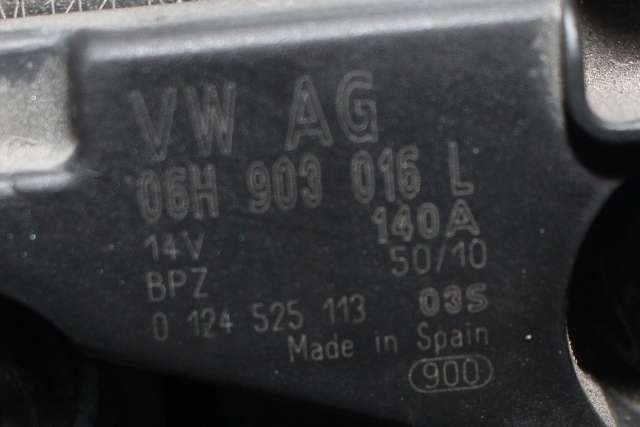 VW AG
06H 903 016 L
14V 140A
BPZ 50/10
0 124 525 113 03S
Made in Spain
900